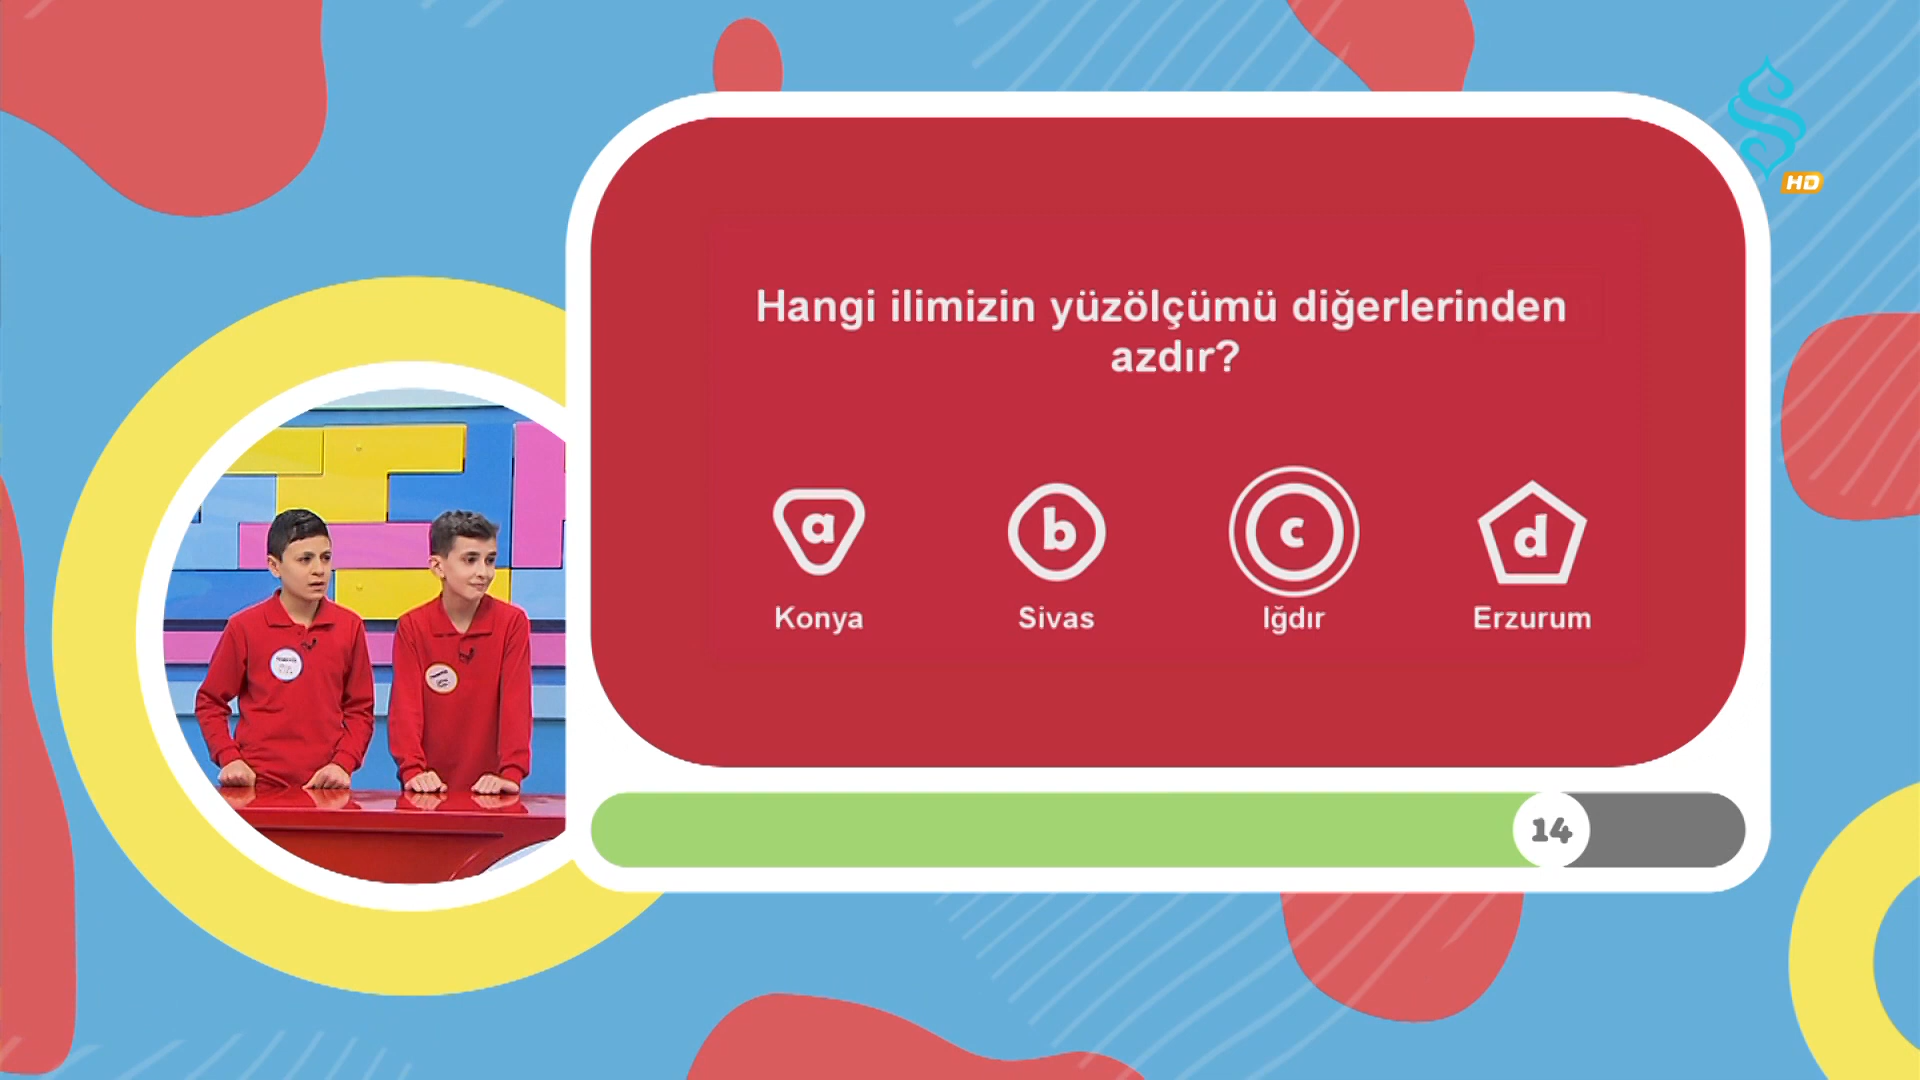 HD
Hangi ilimizin yüzölçümü diğerlerinden
azdır?
a
b
c
d
Konya
Sivas
Iğdır
Erzurum
14